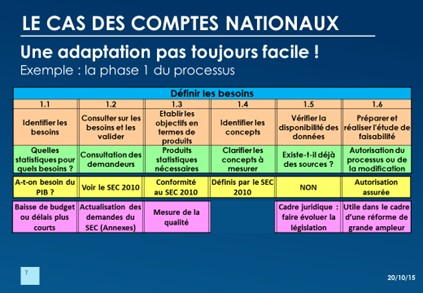 LE CAS DES COMPTES NATIONAUX
Une adaptation pas toujours facile !
Exemple : la phase 1 du processus
Définir les besoins
1.1 1.2 1.3 1.4 1.5 1.6
Identifier les besoins
Consulter sur les besoins et les valider
Etablir les objectifs en termes de produits
Identifier les concepts
Vérifier la disponibilité des données
Préparer et réaliser l'étude de faisabilité
Quelles statistiques pour quels besoins ?
Consultation des demandeurs
Produits statistiques nécessaires
Clarifier les concepts à mesurer
Existe-t-il déjà des sources ?
Autorisation du processus ou de la modification
A-t-on besoin du PIB ?
Voir le SEC 2010
Conformité au SEC 2010
Définis par le SEC 2010
NON
Autorisation assurée
Baisse de budget ou délais plus courts
Actualisation des demandes du SEC (Annexes)
Mesure de la qualité
Cadre juridique : faire évoluer la législation
Utile dans le cadre d'une réforme de grande ampleur
7
20/10/15